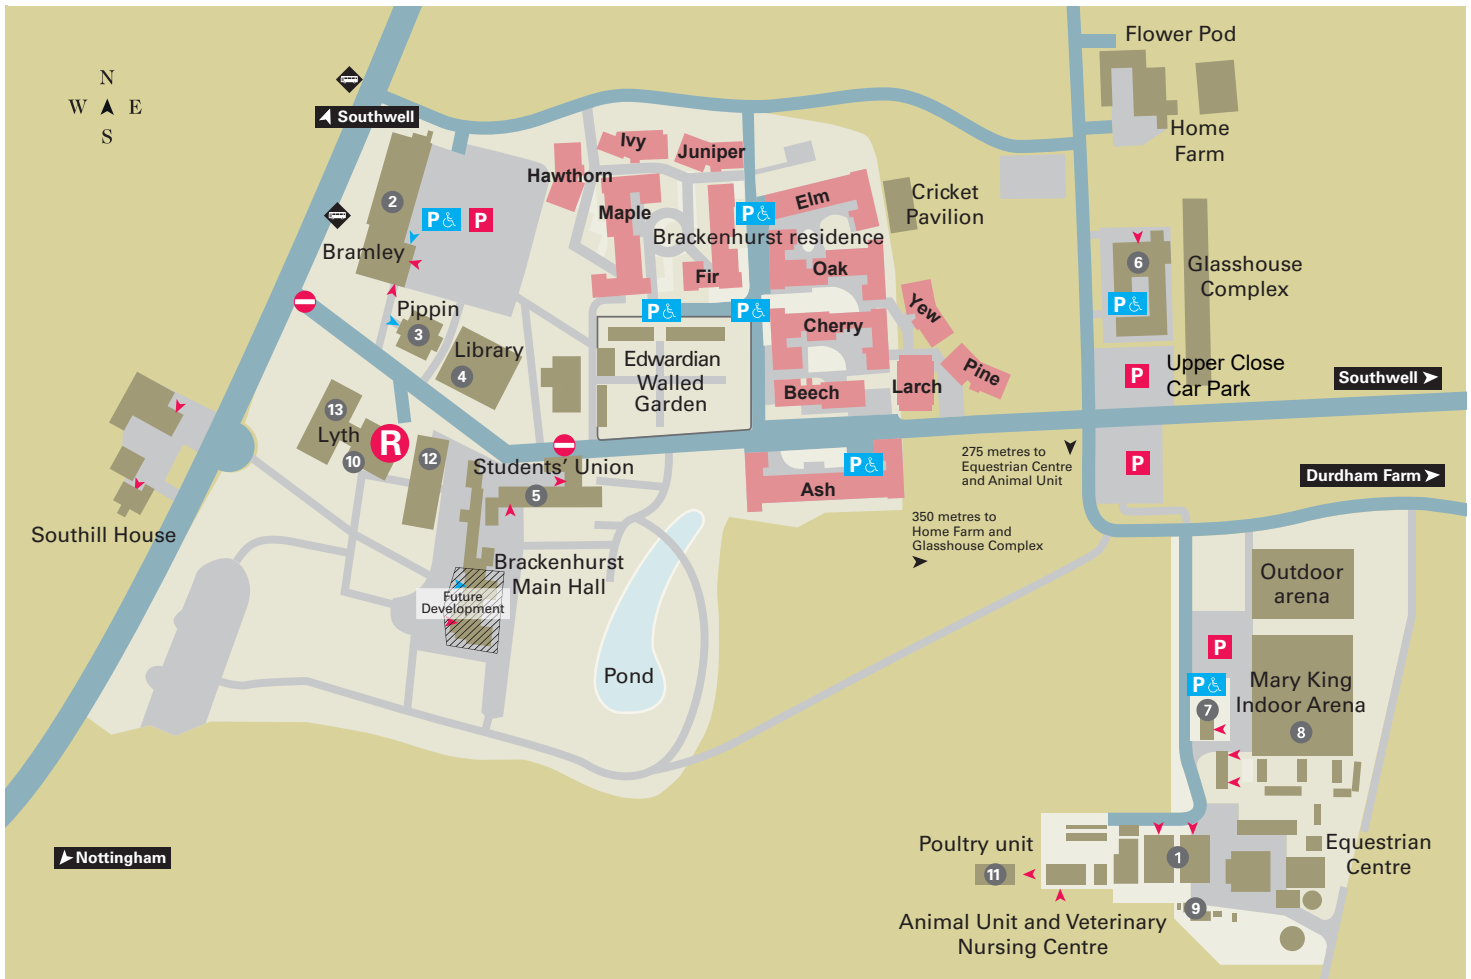 Flower Pod
N
W E
S
Southwell
Home
Farm
Ivy
Juniper
Hawthorn
Maple
Elm
Cricket
Pavilion
2
P
P
P
Brackenhurst residence
Bramley
Fir
Oak
6
Glasshouse
Complex
P
Pippin
3
P
P
Yew
Cherry
Library
4
Edwardian
Walled
Garden
Beech
Larch
Pine
P
Upper Close
Car Park
Southwell
13
Lyth
10
R
12
Students’ Union
5
P
Ash
275 metres to
Equestrian Centre
and Animal Unit
P
Durdham Farm
350 metres to
Home Farm and
Glasshouse Complex
Southill House
Brackenhurst
Main Hall
Future
Development
Outdoor
arena
Pond
P
P
7
Mary King
Indoor Arena
8
Nottingham
Poultry unit
11
1
Equestrian
Centre
9
Animal Unit and Veterinary
Nursing Centre